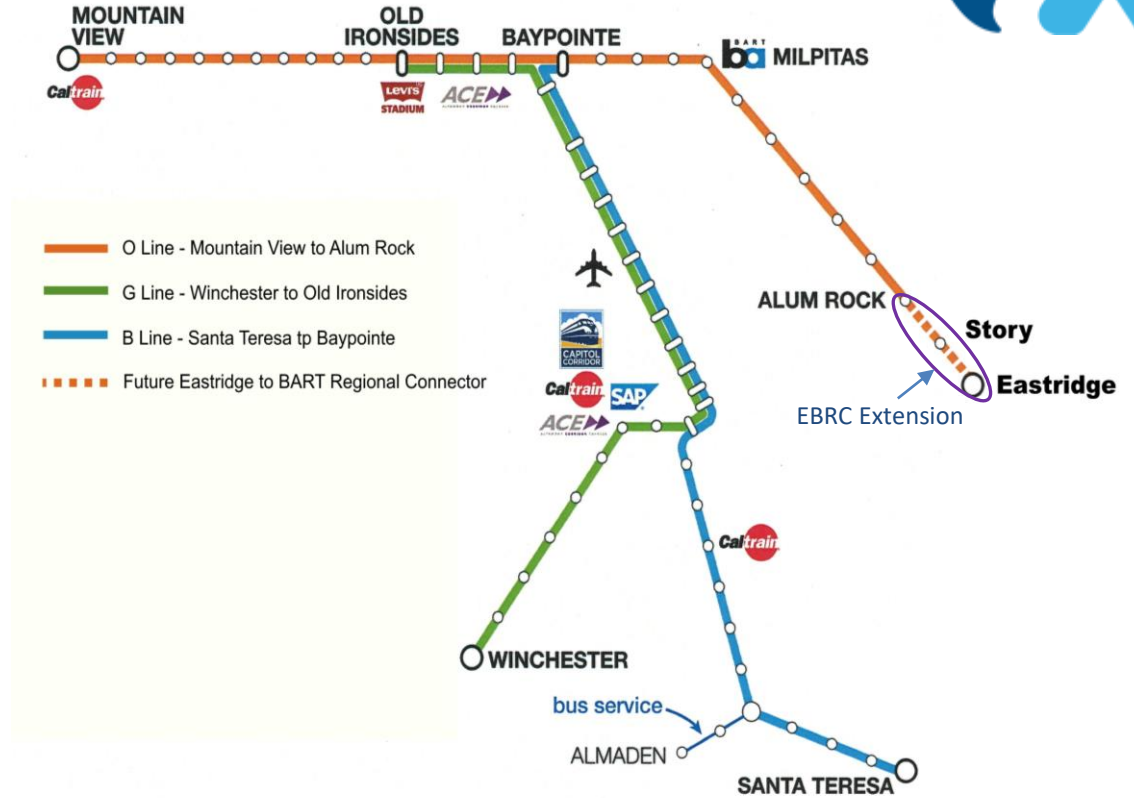 MOUNTAIN
VIEW
Caltrain
OLD
IRONSIDES
LEVI'S
STADIUM
ACE
BAYPOINTE
BART
ba MILPITAS
O Line - Mountain View to Alum Rock
G Line - Winchester to Old Ironsides
B Line - Santa Teresa tp Baypointe
Future Eastridge to BART Regional Connector
ALUM ROCK
Story
Eastridge
EBRC Extension
CAPITOL
CORRIDOR
Caltrain SAP
ACE
Caltrain
WINCHESTER
bus service
ALMADEN
SANTA TERESA